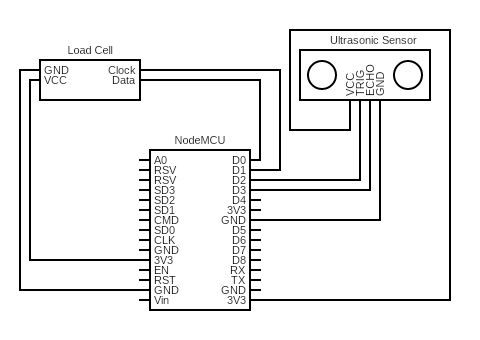 Load Cell
GND Clock
VCC Data
Ultrasonic Sensor
VCC
TRIG
ECHO
GND
NodeMCU
A0 D0
RSV D1
RSV D2
SD3 D3
SD2 D4
SD1 3V3
CMD GND
SD0 D5
CLK D6
GND D7
3V3 D8
EN RX
RST TX
GND GND
Vin 3V3